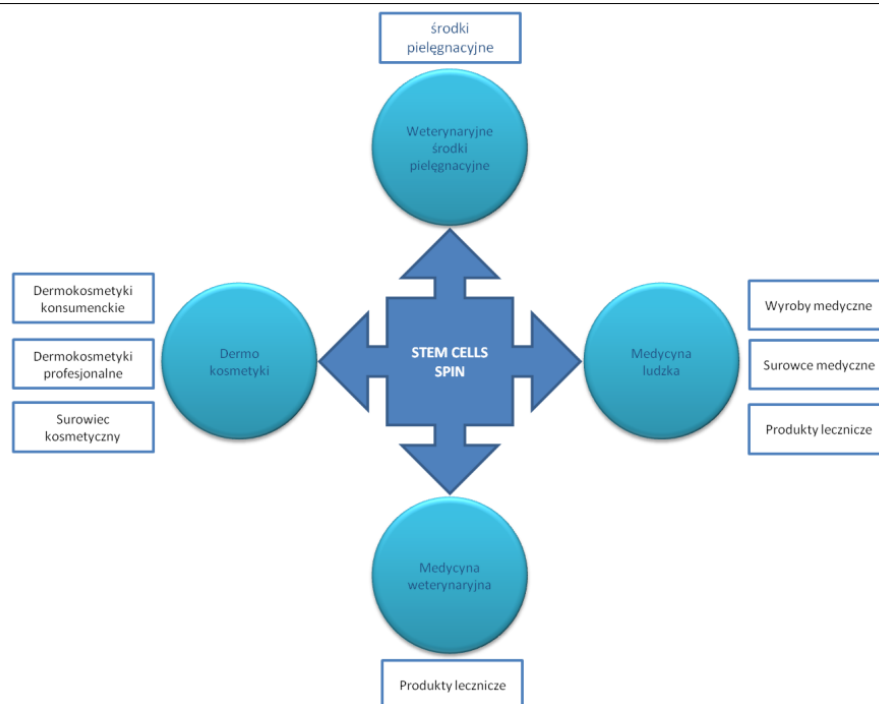 środki
pielęgnacyjne
Weterynaryjne
środki
pielęgnacyjne
Dermokosmetyki
konsumenckie
Dermokosmetyki
profesjonalne
Surowiec
kosmetyczny
Dermo
kosmetyki
STEM CELLS
SPIN
Medycyna
ludzka
Wyroby medyczne
Surowce medyczne
Produkty lecznicze
Medycyna
weterynaryjna
Produkty lecznicze